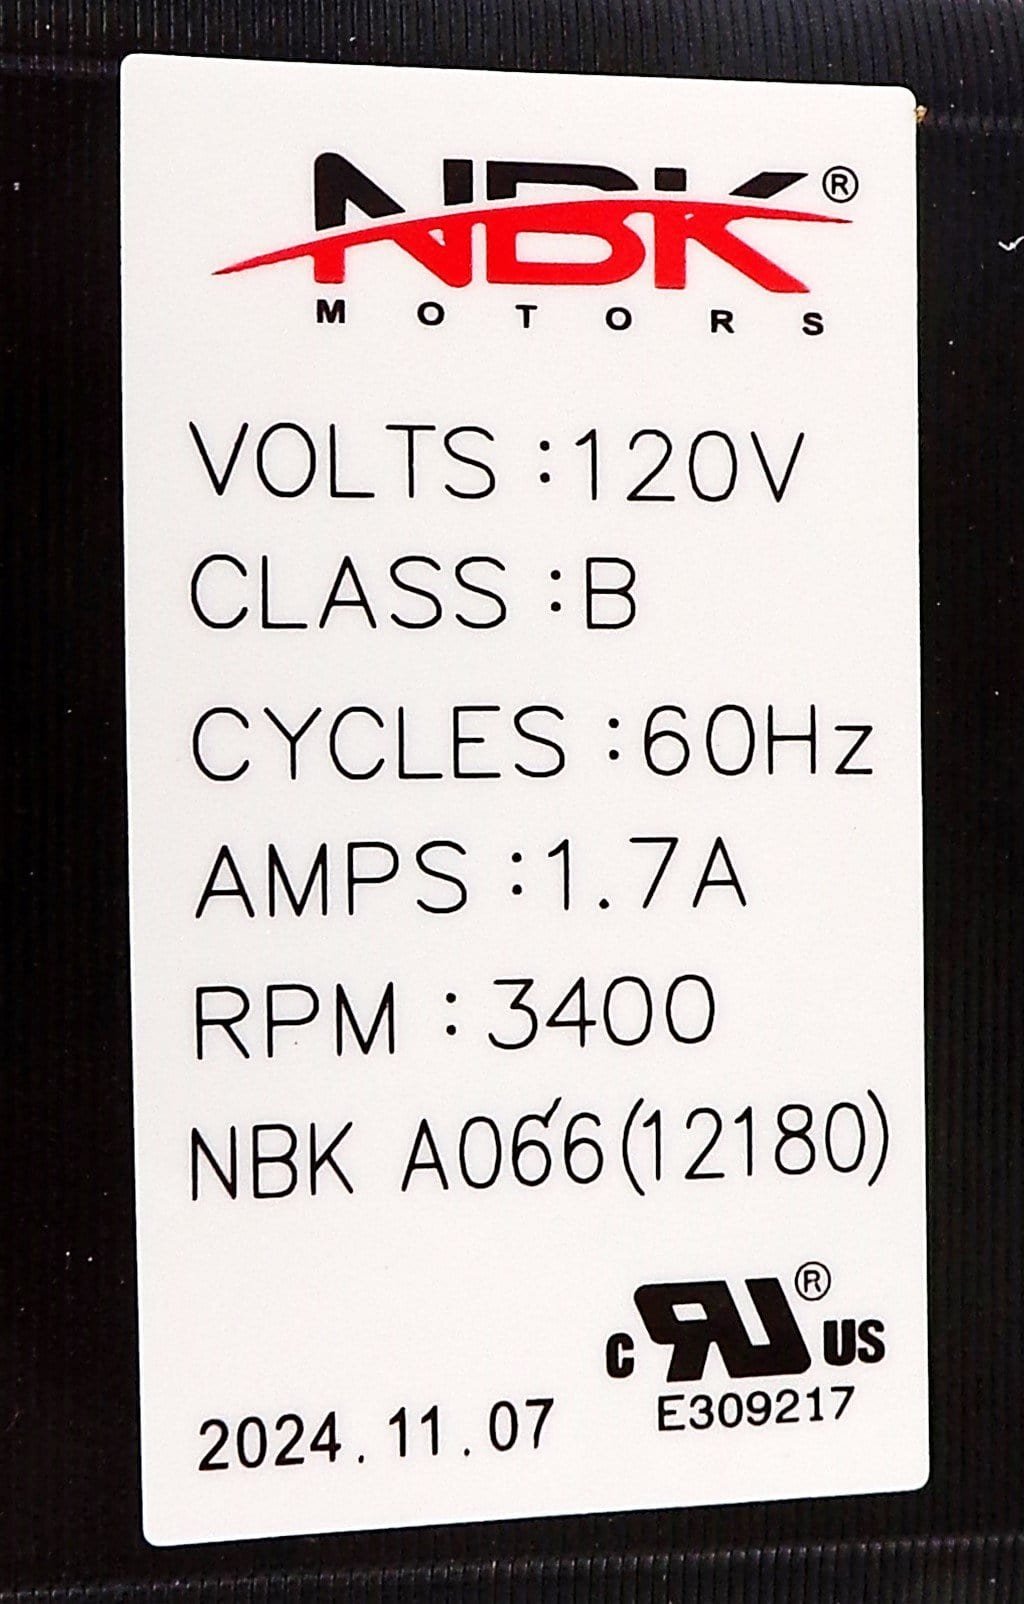 NBK®
MOTORS
VOLTS :120V
CLASS :B
CYCLES :60Hz
AMPS :1.7A
RPM :3400
NBK A066(12180)
c RU® US
E309217
2024.11.07